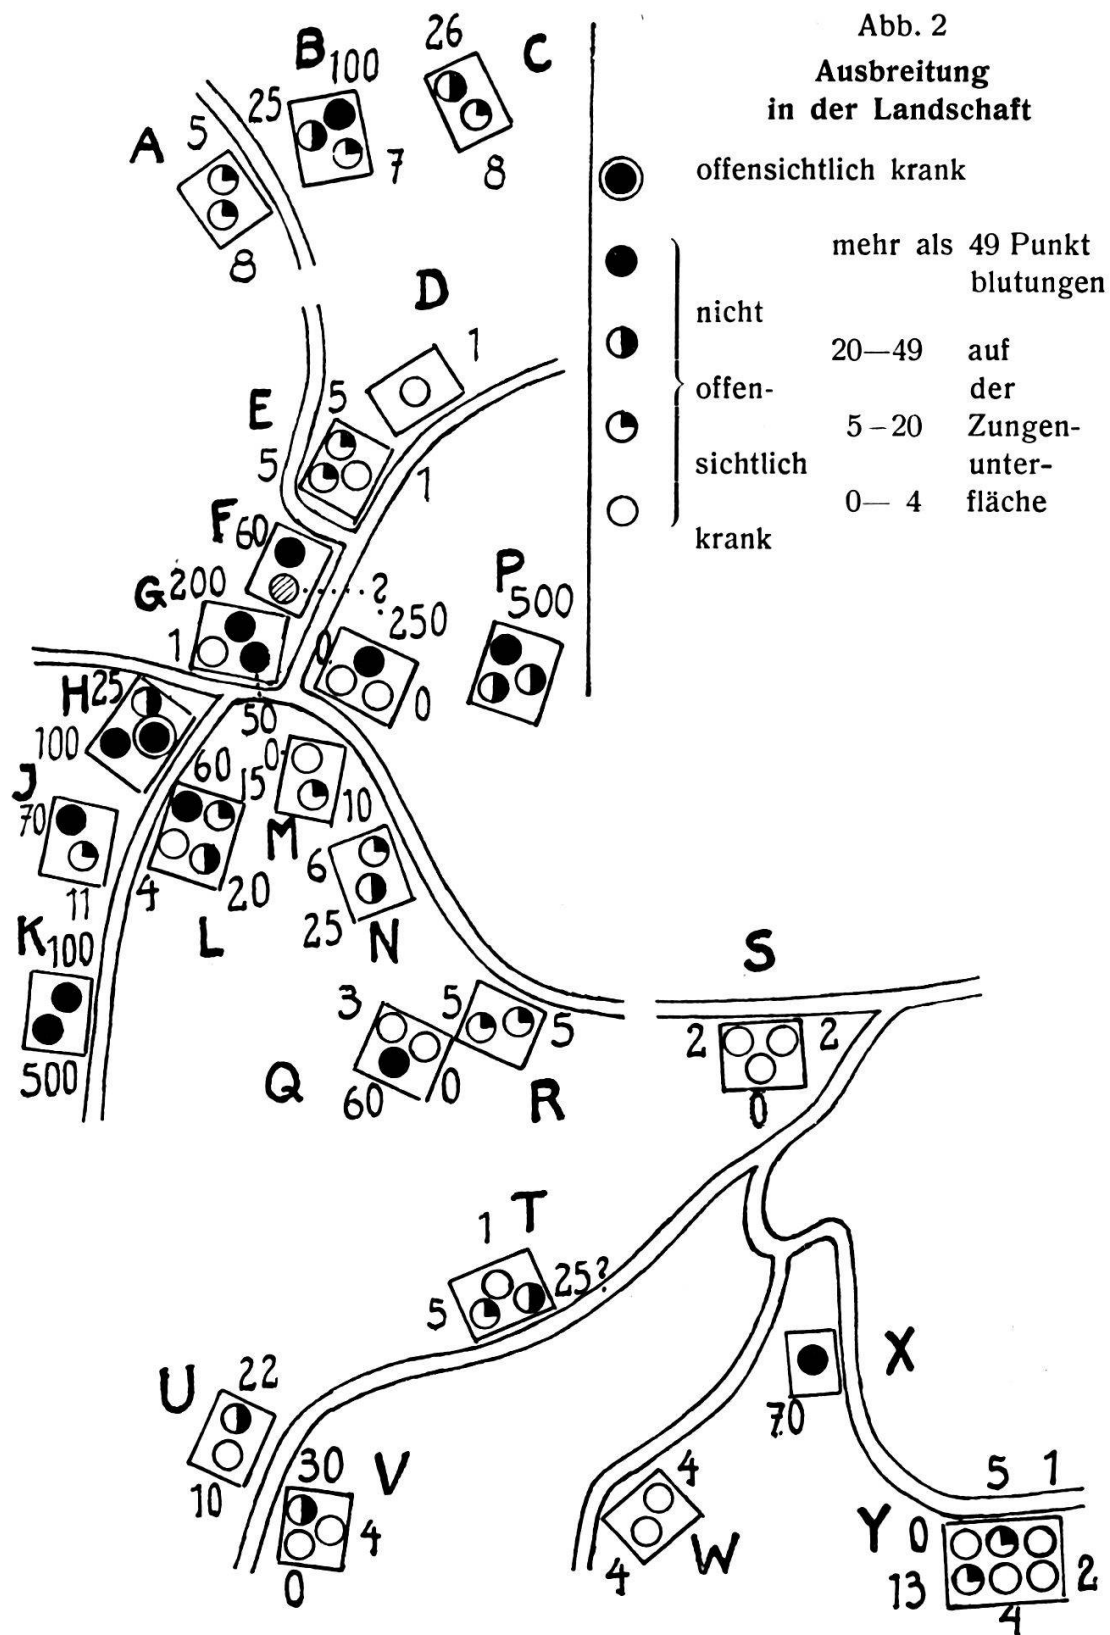 Abb. 2
Ausbreitung
in der Landschaft
offensichtlich krank
mehr als 49 Punkt
blutungen
nicht
20—49 auf
offen- der
5–20 Zungen-
sichtlich unter-
0— 4 fläche
krank
26
C
8
B 100
25
7
A 5
8
D 1
E 5
5
1
F 60
?
G 200
1
50
250
0
0
P
500
H 25
100
J
70
11
60 15
4 20
L
0
10
M
6
25 N
K 100
500
3
Q 60 0
5 5
R
S
2 2
0
T
1
5 25?
U 22
10
30 V
4
0
4
4 W
X
70
5 1
Y 0
13 2
4